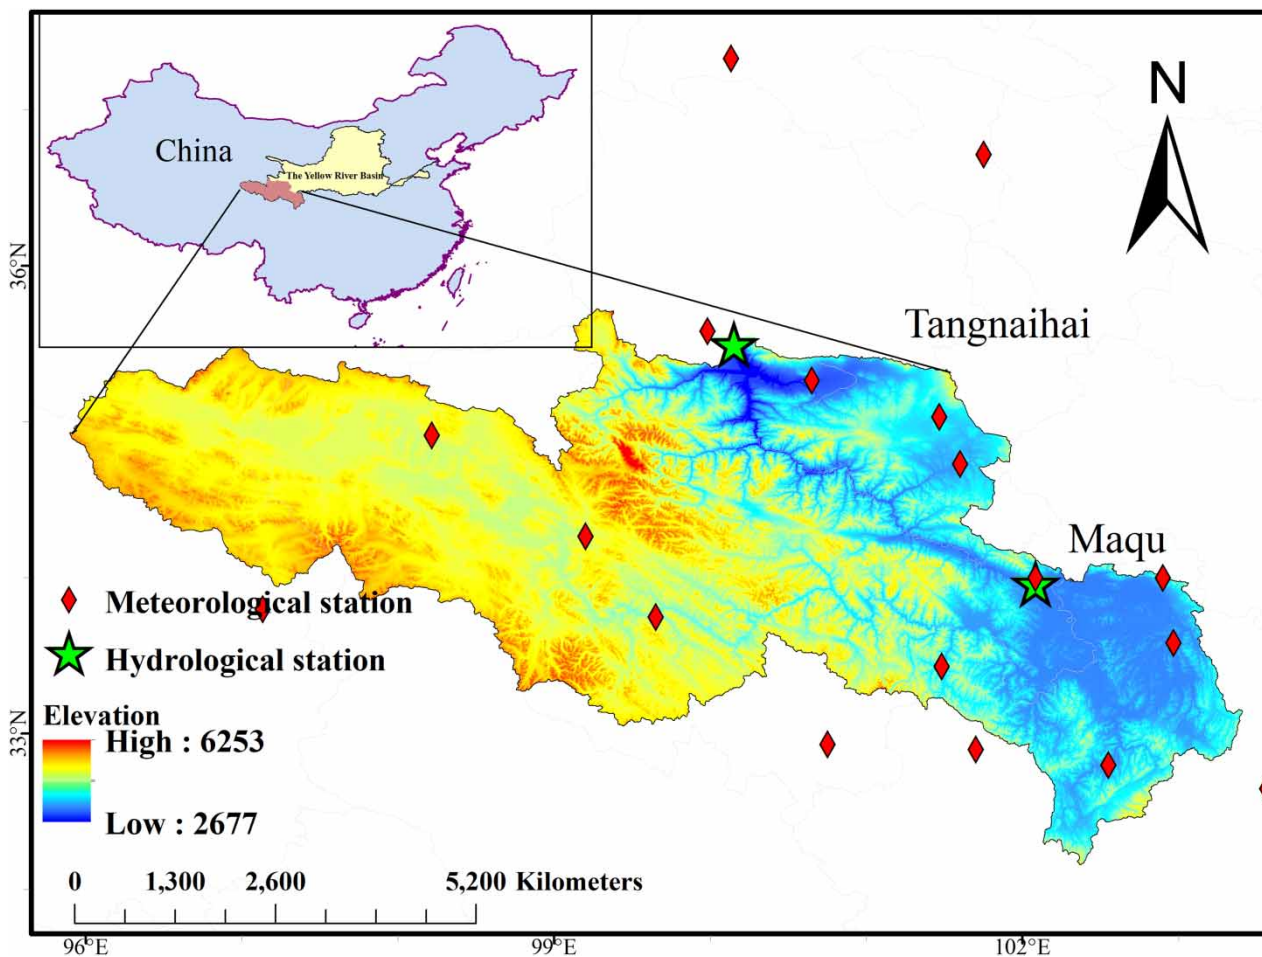 N
China
The Yellow River Basin
36°N
Tangnaihai
Maqu
Meteorological station
Hydrological station
Elevation
High : 6253
33°N
Low : 2677
0 1,300 2,600 5,200 Kilometers
96°E 99°E 102°E